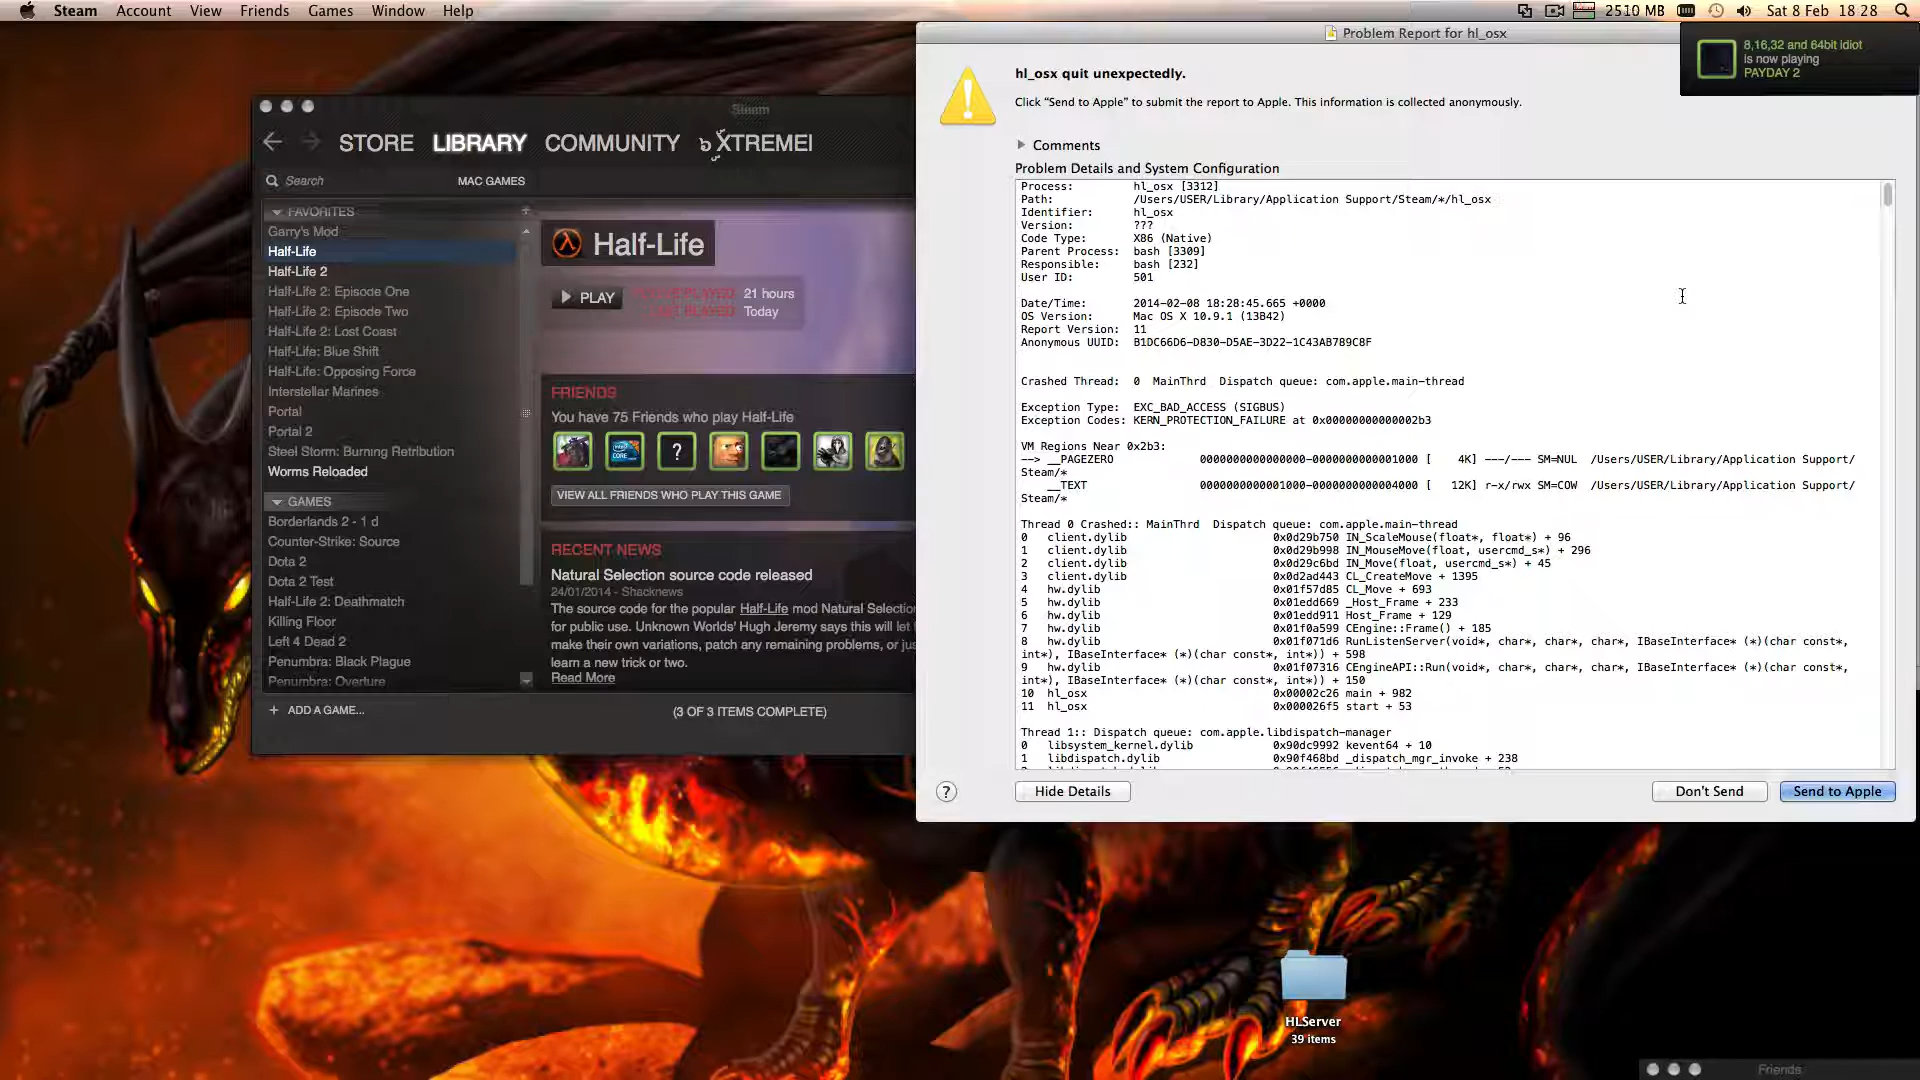 Steam Account View Friends Games Window Help
2510 MB Sat 8 Feb 18:28
8,16,32 and 64bit idiot
is now playing
PAYDAY 2
Steam
STORE LIBRARY COMMUNITY XTREME!
Search MAC GAMES
FAVORITES
Garry's Mod
Half-Life
Half-Life 2
Half-Life 2: Episode One
Half-Life 2: Episode Two
Half-Life 2: Lost Coast
Half-Life: Blue Shift
Half-Life: Opposing Force
Interstellar Marines
Portal
Portal 2
Steel Storm: Burning Retribution
Worms Reloaded
GAMES
Borderlands 2 - 1 d
Counter-Strike: Source
Dota 2
Dota 2 Test
Half-Life 2: Deathmatch
Killing Floor
Left 4 Dead 2
Penumbra: Black Plague
Penumbra: Overture
+ ADD A GAME...
(3 OF 3 ITEMS COMPLETE)
Half-Life
PLAY
21 hours
Today
FRIENDS
You have 75 Friends who play Half-Life
?
VIEW ALL FRIENDS WHO PLAY THIS GAME
RECENT NEWS
Natural Selection source code released
24/01/2014 - Shacknews
The source code for the popular Half-Life mod Natural Selectio
for public use. Unknown Worlds' Hugh Jeremy says this will let
make their own variations, patch any remaining problems, or jus
learn a new trick or two.
Read More
Problem Report for hl_osx
hl_osx quit unexpectedly.
Click "Send to Apple" to submit the report to Apple. This information is collected anonymously.
Comments
Problem Details and System Configuration
Process: hl_osx [3312]
Path: /Users/USER/Library/Application Support/Steam/*/hl_osx
Identifier: hl_osx
Version: ???
Code Type: X86 (Native)
Parent Process: bash [3309]
Responsible: bash [232]
User ID: 501
Date/Time: 2014-02-08 18:28:45.665 +0000
OS Version: Mac OS X 10.9.1 (13B42)
Report Version: 11
Anonymous UUID: B1DC66D6-D830-D5AE-3D22-1C43AB789C8F
Crashed Thread: 0 MainThrd Dispatch queue: com.apple.main-thread
Exception Type: EXC_BAD_ACCESS (SIGBUS)
Exception Codes: KERN_PROTECTION_FAILURE at 0x00000000000002b3
VM Regions Near 0x2b3:
--> __PAGEZERO 0000000000000000-0000000000001000 [ 4K] ---/--- SM=NUL /Users/USER/Library/Application Support/
Steam/*
__TEXT 0000000000001000-0000000000004000 [ 12K] r-x/rwx SM=COW /Users/USER/Library/Application Support/
Steam/*
Thread 0 Crashed:: MainThrd Dispatch queue: com.apple.main-thread
0 client.dylib 0x0d29b750 IN_ScaleMouse(float*, float*) + 96
1 client.dylib 0x0d29b998 IN_MouseMove(float, usercmd_s*) + 296
2 client.dylib 0x0d29c6bd IN_Move(float, usercmd_s*) + 45
3 client.dylib 0x0d2ad443 CL_CreateMove + 1395
4 hw.dylib 0x01f57d85 CL_Move + 693
5 hw.dylib 0x01edd669 _Host_Frame + 233
6 hw.dylib 0x01edd911 Host_Frame + 129
7 hw.dylib 0x01f0a599 CEngine::Frame() + 185
8 hw.dylib 0x01f071d6 RunListenServer(void*, char*, char*, char*, IBaseInterface* (*)(char const*,
int*), IBaseInterface* (*)(char const*, int*)) + 598
9 hw.dylib 0x01f07316 CEngineAPI::Run(void*, char*, char*, char*, IBaseInterface* (*)(char const*,
int*), IBaseInterface* (*)(char const*, int*)) + 150
10 hl_osx 0x00002c26 main + 982
11 hl_osx 0x000026f5 start + 53
Thread 1:: Dispatch queue: com.apple.libdispatch-manager
0 libsystem_kernel.dylib 0x90dc9992 kevent64 + 10
1 libdispatch.dylib 0x90f468bd _dispatch_mgr_invoke + 238
? Hide Details Don't Send Send to Apple
HLServer
39 items
Friends